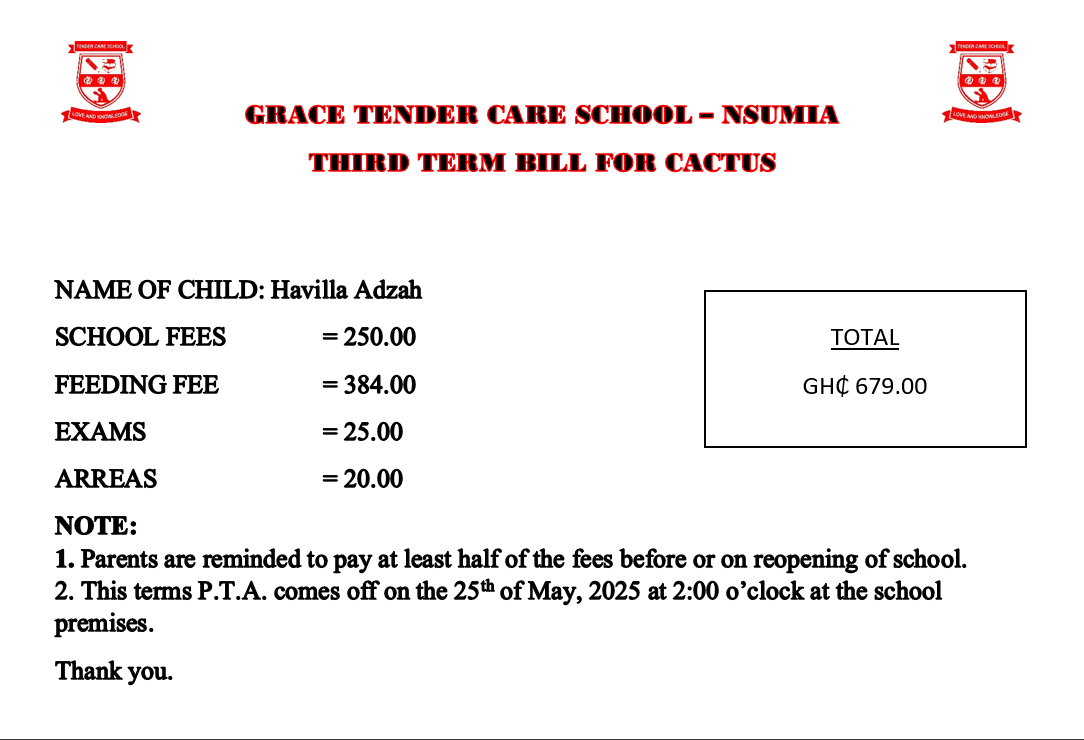 TENDER CARE SCHOOL
LOVE AND KNOWLEDGE
TENDER CARE SCHOOL
LOVE AND KNOWLEDGE
GRACE TENDER CARE SCHOOL – NSUMIA
THIRD TERM BILL FOR CACTUS
NAME OF CHILD: Havilla Adzah
SCHOOL FEES = 250.00
FEEDING FEE = 384.00
EXAMS = 25.00
ARREAS = 20.00
TOTAL
GH₵ 679.00
NOTE:
1. Parents are reminded to pay at least half of the fees before or on reopening of school.
2. This terms P.T.A. comes off on the 25th of May, 2025 at 2:00 o’clock at the school
premises.
Thank you.